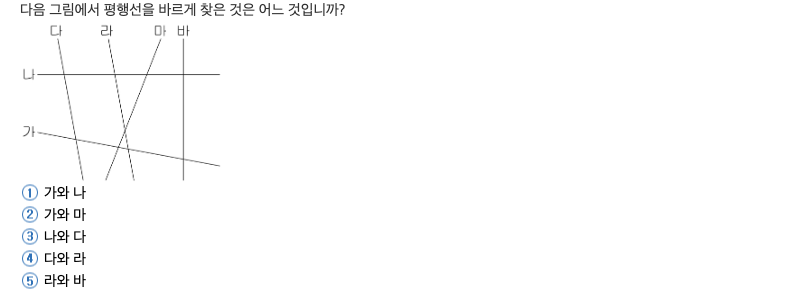 다음 그림에서 평행선을 바르게 찾은 것은 어느 것입니까?
다 라 마 바
나
가
① 가와 나
② 가와 마
③ 나와 다
④ 다와 라
⑤ 라와 바